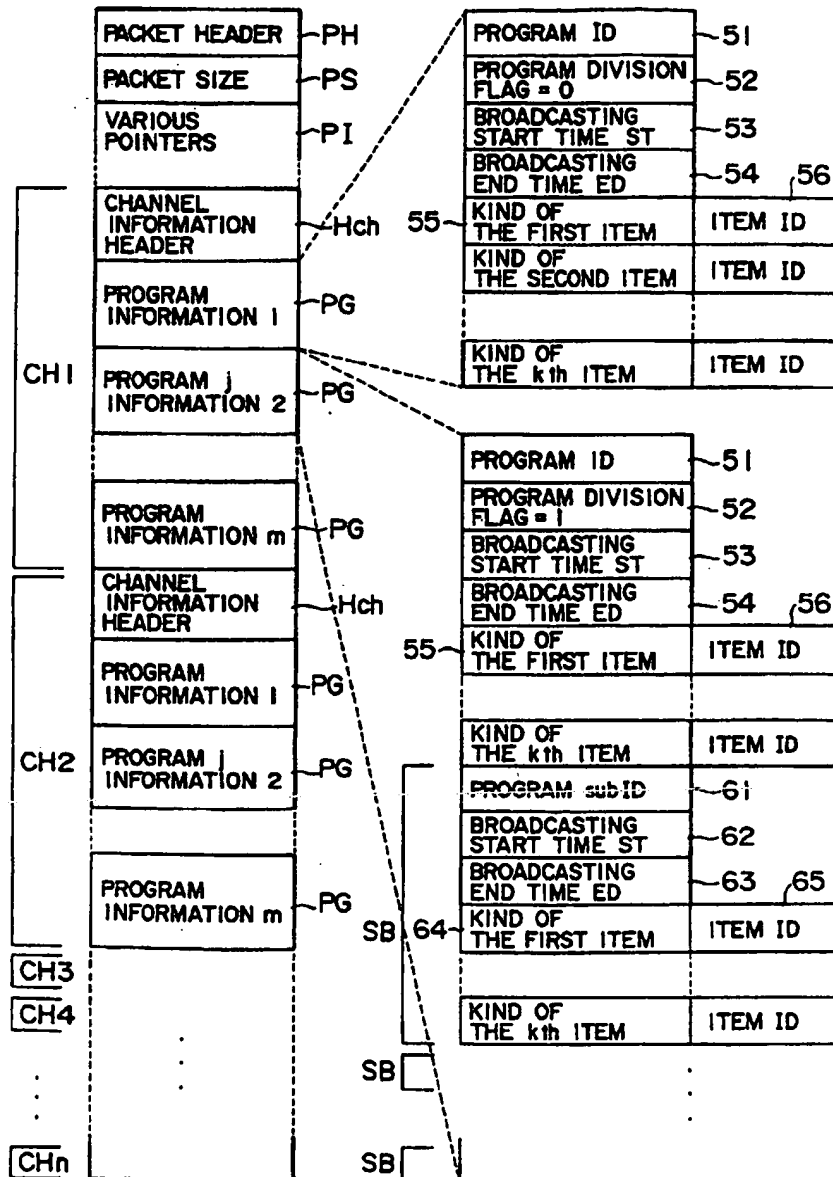 PACKET HEADER
PH
PACKET SIZE
PS
VARIOUS
POINTERS
PI
CH1
CHANNEL
INFORMATION
HEADER
Hch
PROGRAM
INFORMATION 1
PG
PROGRAM j
INFORMATION 2
PG
PROGRAM
INFORMATION m
PG
CH2
CHANNEL
INFORMATION
HEADER
Hch
PROGRAM
INFORMATION 1
PG
PROGRAM j
INFORMATION 2
PG
PROGRAM
INFORMATION m
PG
CH3
CH4
CHn
PROGRAM ID
51
PROGRAM DIVISION
FLAG = 0
52
BROADCASTING
START TIME ST
53
BROADCASTING
END TIME ED
54
56
55
KIND OF
THE FIRST ITEM
ITEM ID
KIND OF
THE SECOND ITEM
ITEM ID
KIND OF
THE kth ITEM
ITEM ID
PROGRAM ID
51
PROGRAM DIVISION
FLAG = 1
52
BROADCASTING
START TIME ST
53
BROADCASTING
END TIME ED
54
56
55
KIND OF
THE FIRST ITEM
ITEM ID
KIND OF
THE kth ITEM
ITEM ID
SB
PROGRAM sub ID
61
BROADCASTING
START TIME ST
62
BROADCASTING
END TIME ED
63
65
64
KIND OF
THE FIRST ITEM
ITEM ID
KIND OF
THE kth ITEM
ITEM ID
SB
SB